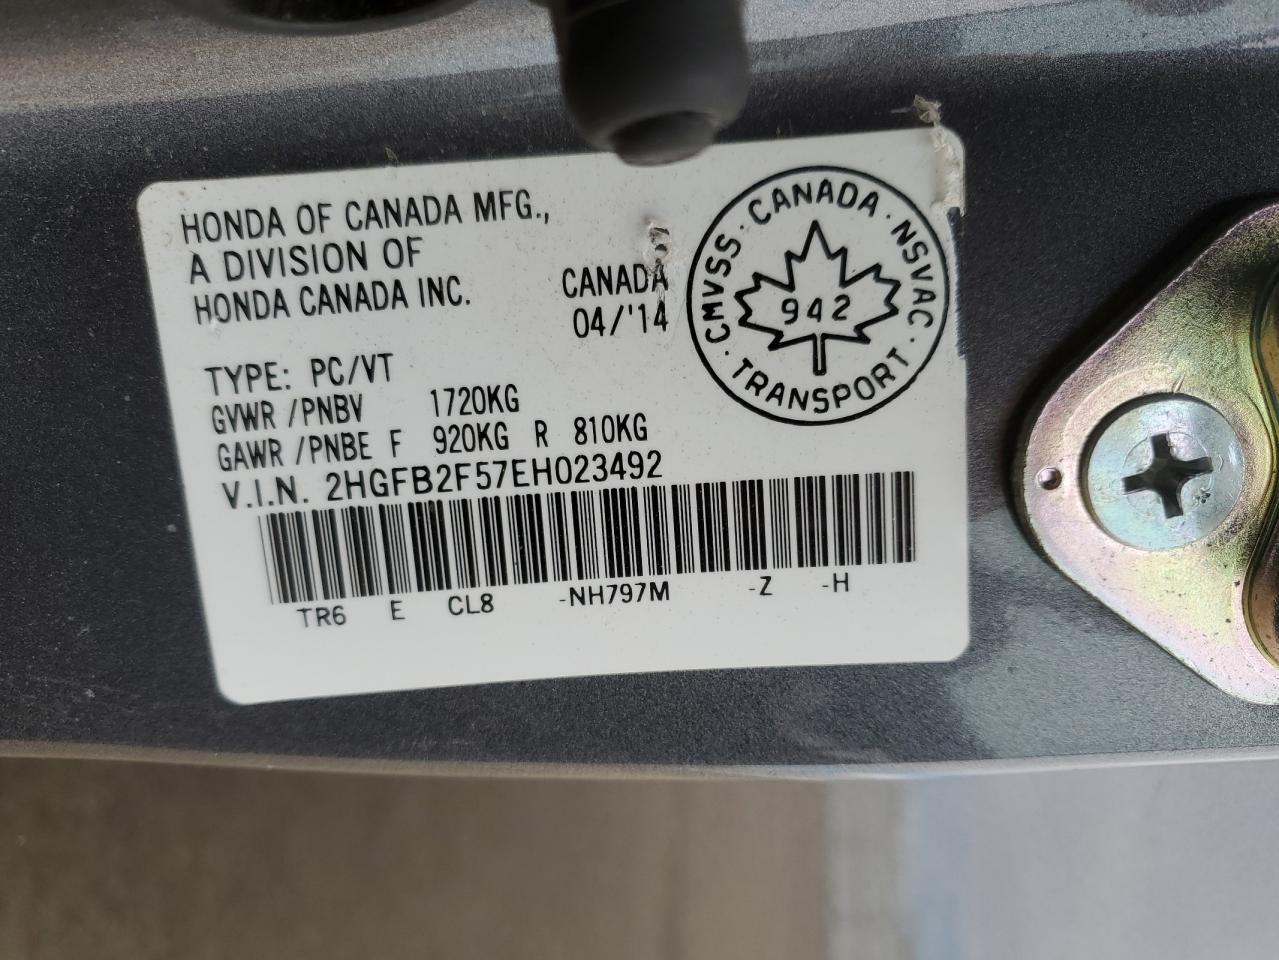 HONDA OF CANADA MFG.,
A DIVISION OF
HONDA CANADA INC.
CANADA
04/'14
CMVSS · CANADA · NSVAC · TRANSPORT ·
942
TYPE: PC/VT
GVWR /PNBV 1720KG
GAWR /PNBE F 920KG R 810KG
V.I.N. 2HGFB2F57EH023492
TR6 E CL8 -NH797M -Z -H